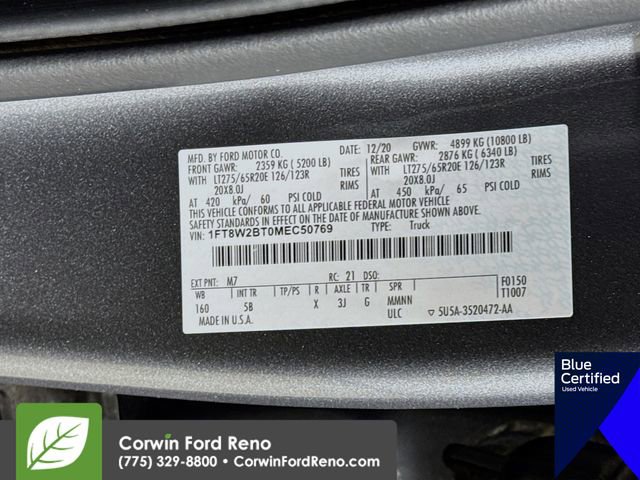 MFD. BY FORD MOTOR CO. DATE: 12/20 GVWR: 4899 KG (10800 LB)
FRONT GAWR: 2359 KG (5200 LB) REAR GAWR: 2876 KG (6340 LB)
WITH LT275/65R20E 126/123R TIRES WITH LT275/65R20E 126/123R TIRES
20X8.0J RIMS 20X8.0J RIMS
AT 420 kPa/ 60 PSI COLD AT 450 kPa/ 65 PSI COLD
THIS VEHICLE CONFORMS TO ALL APPLICABLE FEDERAL MOTOR VEHICLE
SAFETY STANDARDS IN EFFECT ON THE DATE OF MANUFACTURE SHOWN ABOVE.
VIN: 1FT8W2BT0MEC50769 TYPE: Truck
EXT PNT: M7 RC: 21 DSO: F0150
WB INT TR TP/PS R AXLE TR SPR T1007
160 5B X 3J G MMNN
MADE IN U.S.A. ULC 5U5A-3520472-AA
Blue
Certified
Used Vehicle
Corwin Ford Reno
(775) 329-8800 • CorwinFordReno.com